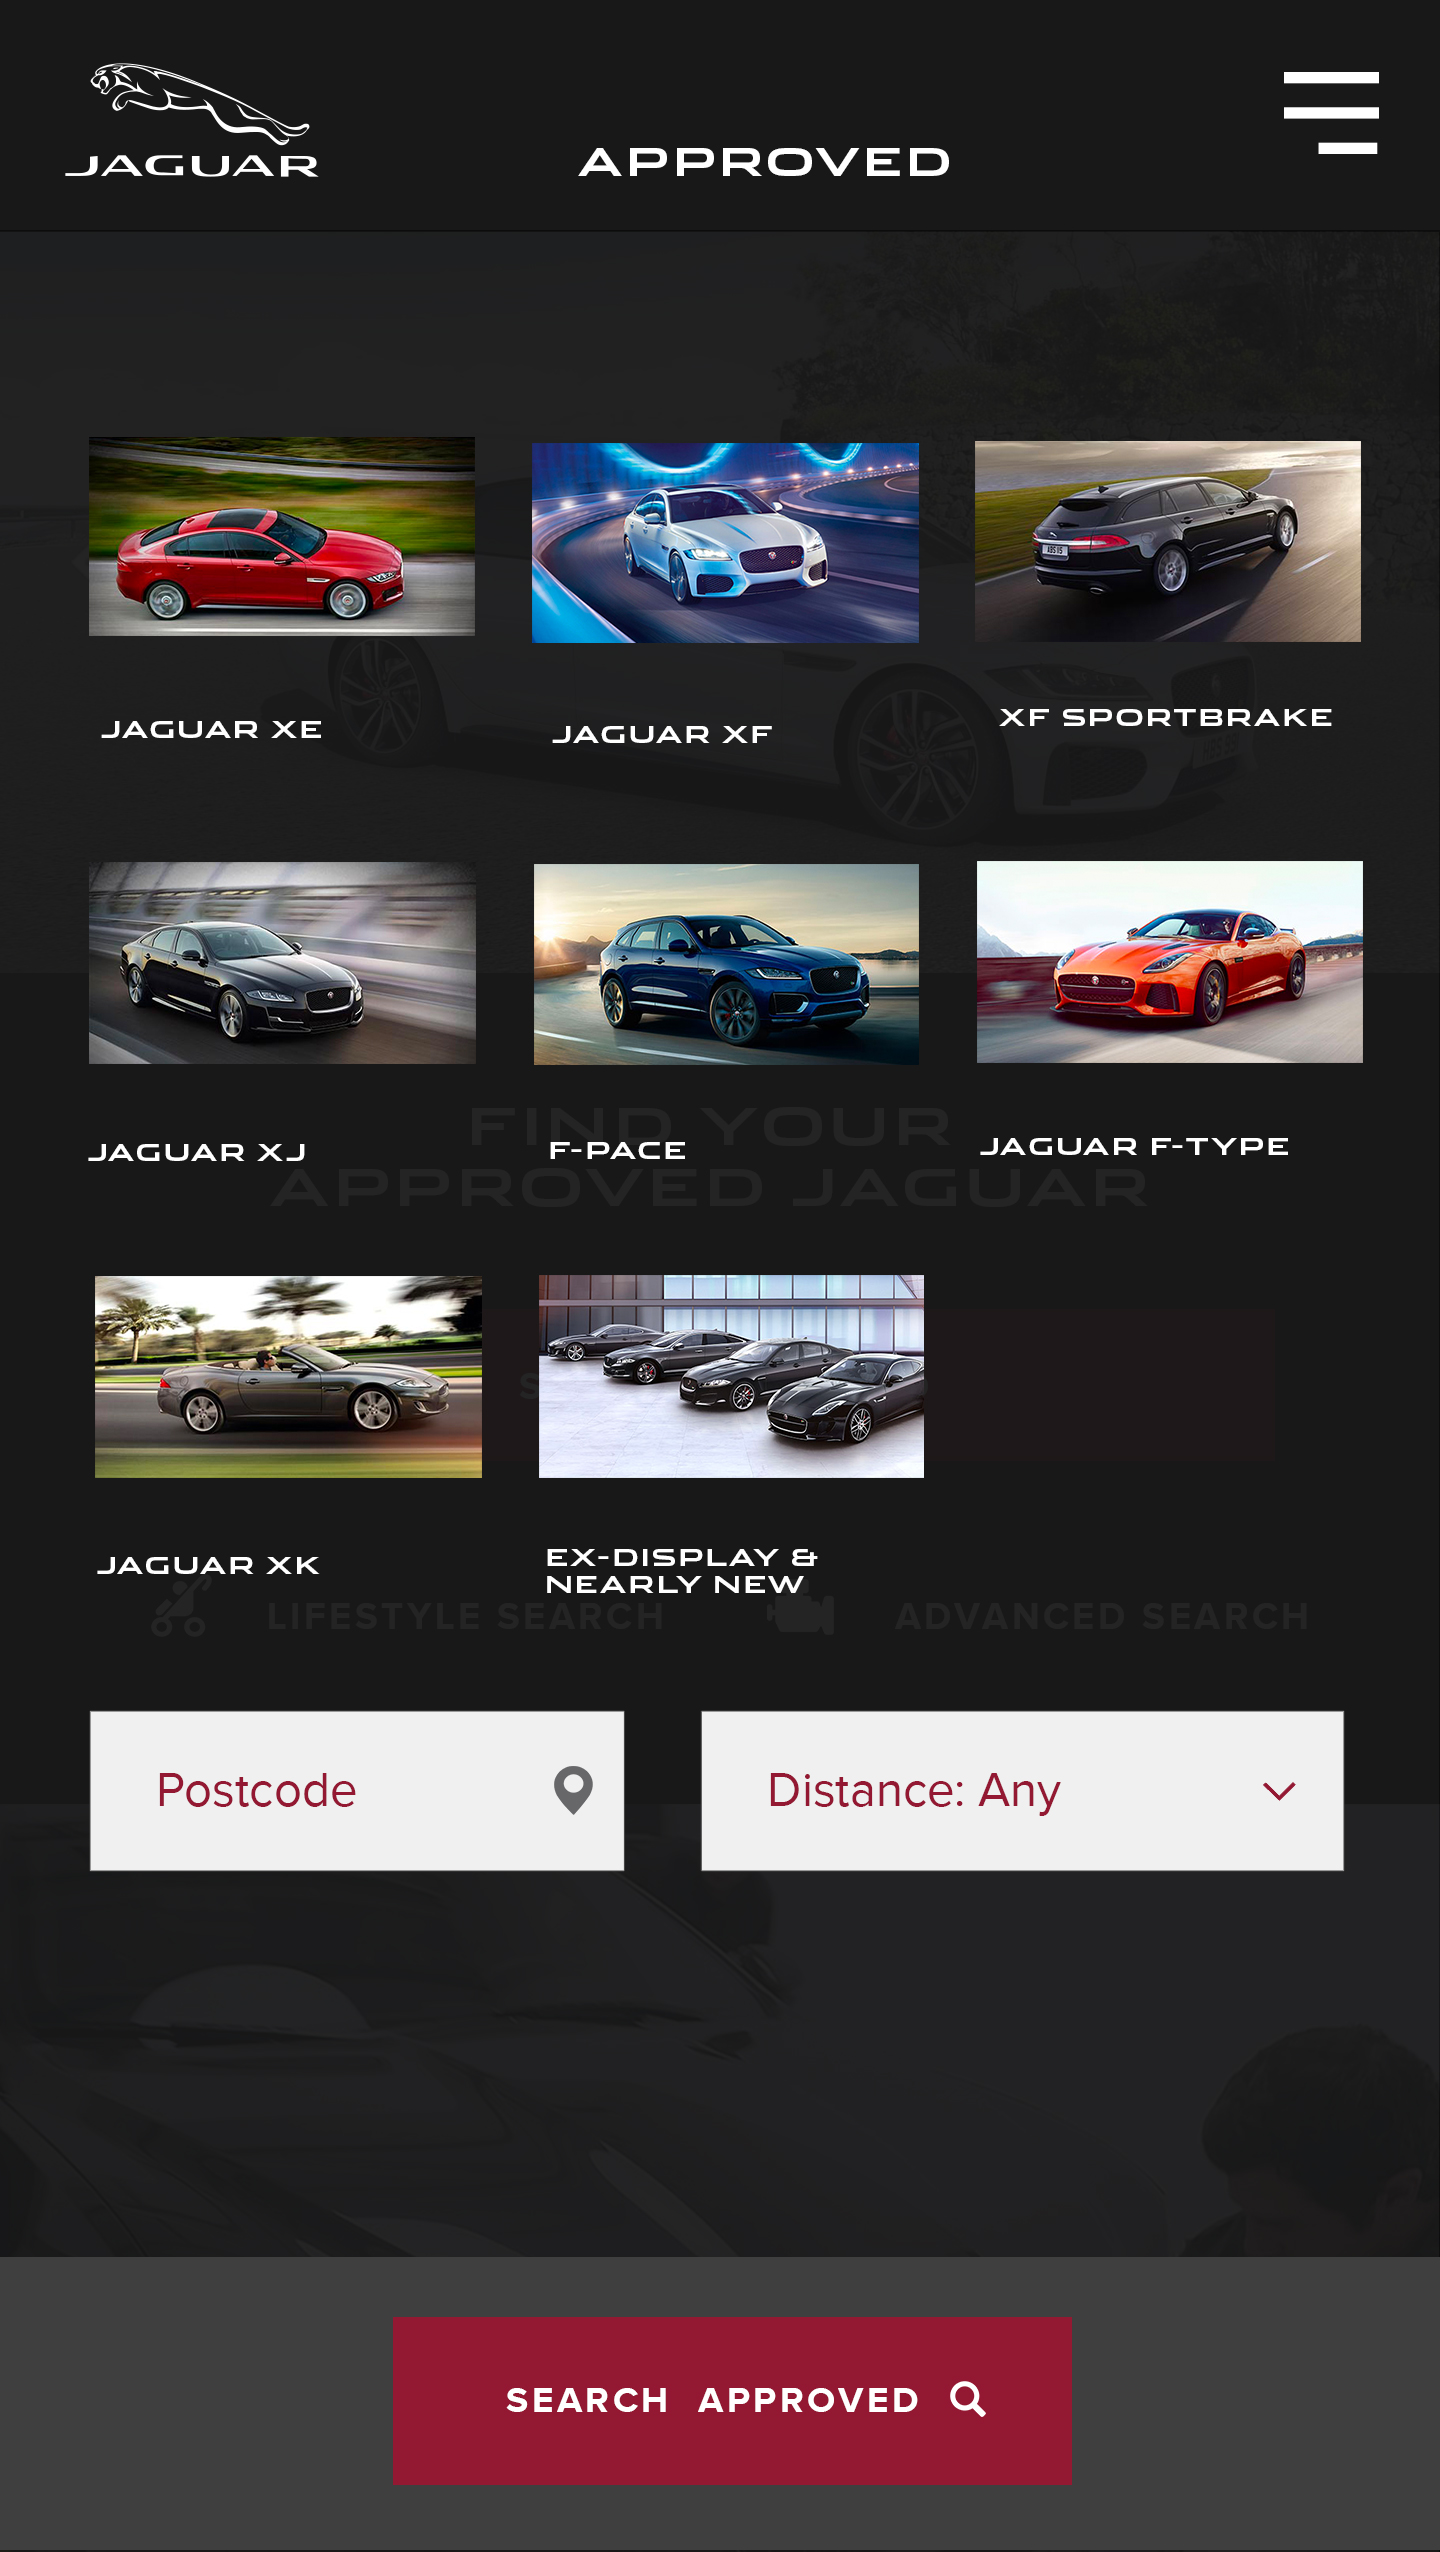 JAGUAR
APPROVED
JAGUAR XE
JAGUAR XF
XF SPORTBRAKE
JAGUAR XJ
F-PACE
JAGUAR F-TYPE
FIND YOUR
APPROVED JAGUAR
JAGUAR XK
EX-DISPLAY &
NEARLY NEW
LIFESTYLE SEARCH
ADVANCED SEARCH
Postcode
Distance: Any
SEARCH APPROVED